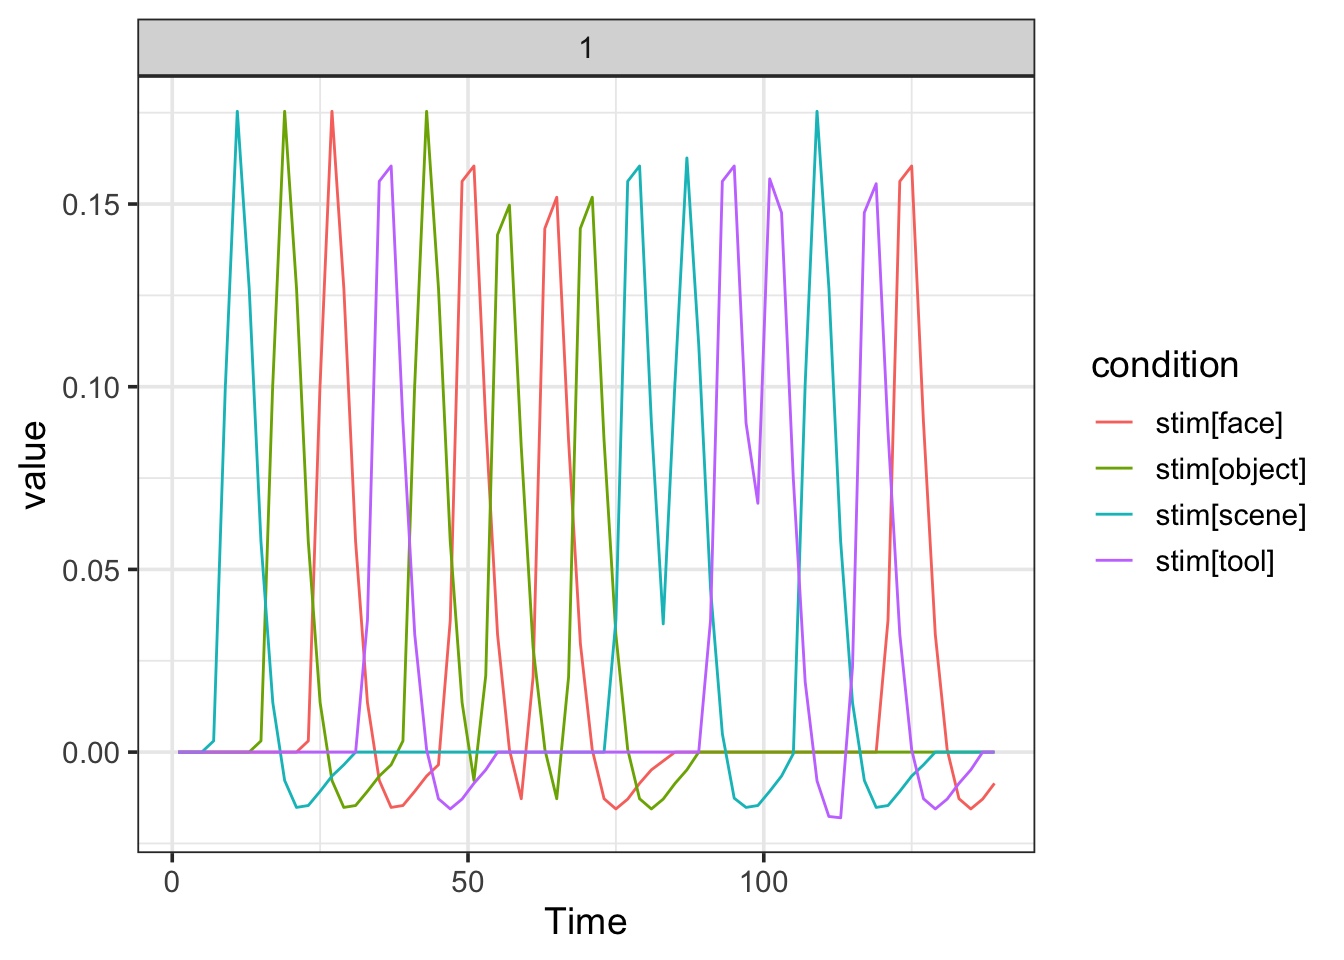 1
0.15
0.10
0.05
0.00
value
0
50
100
Time
condition
stim[face]
stim[object]
stim[scene]
stim[tool]